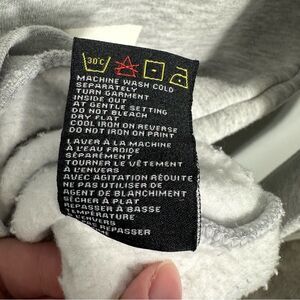 30°C
MACHINE WASH COLD
SEPARATELY
TURN GARMENT
INSIDE OUT
AT GENTLE SETTING
DO NOT BLEACH
DRY FLAT
COOL IRON ON REVERSE
DO NOT IRON ON PRINT
LAVER À LA MACHINE
À L'EAU FROIDE
SÉPARÉMENT
TOURNER LE VÊTEMENT
À L'ENVERS
AVEC AGITATION RÉDUITE
NE PAS UTILISER DE
AGENT DE BLANCHIMENT
SÉCHER À PLAT
REPASSER À BASSE
TEMPÉRATURE
À L'ENVERS
PAS REPASSER